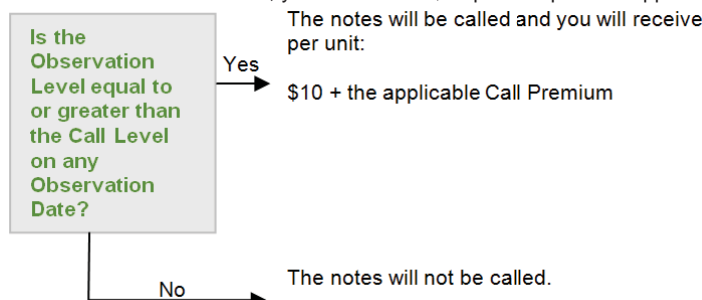 The notes will be called and you will receive
per unit:
$10 + the applicable Call Premium
Is the
Observation
Level equal to
or greater than
the Call Level
on any
Observation
Date?
Yes
No
The notes will not be called.